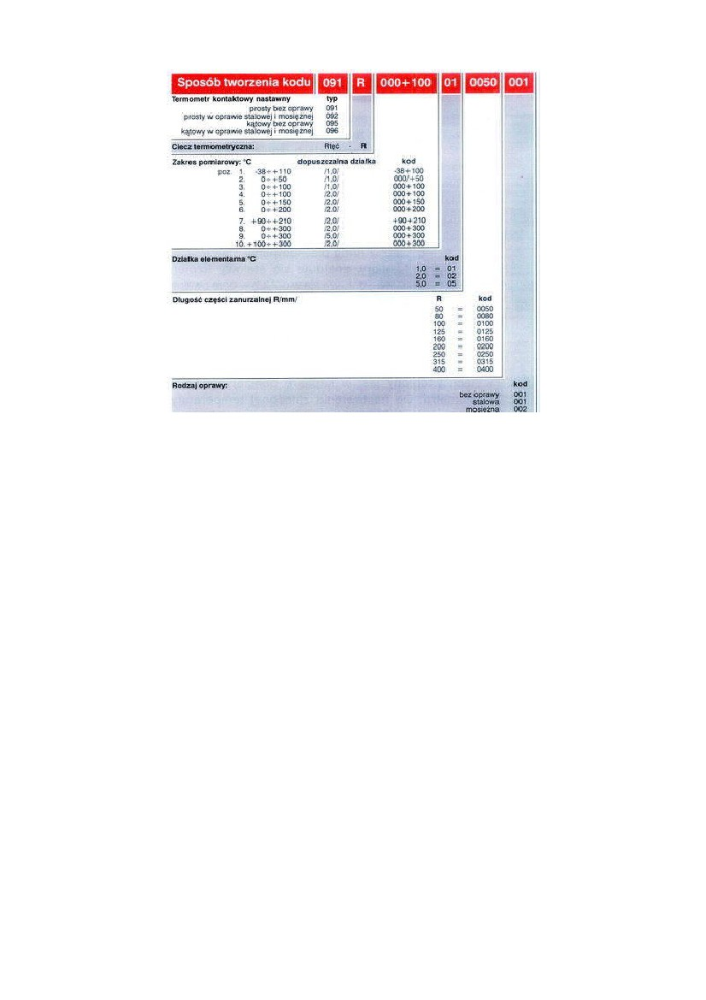 Sposób tworzenia kodu 091 R 000+100 01 0050 001
Termometr kontaktowy nastawny typ
prosty bez oprawy 091
prosty w oprawie stalowej i mosiężnej 092
kątowy bez oprawy 095
kątowy w oprawie stalowej i mosiężnej 096
Ciecz termometryczna: Rtęć - R
Zakres pomiarowy: °C dopuszczalna działka kod
poz. 1. -38÷+110 /1,0/ -38+100
2. 0÷+50 /1,0/ 000/+50
3. 0÷+100 /1,0/ 000+100
4. 0÷+100 /2,0/ 000+100
5. 0÷+150 /2,0/ 000+150
6. 0÷+200 /2,0/ 000+200
7. +90÷+210 /2,0/ +90+210
8. 0÷+300 /2,0/ 000+300
9. 0÷+300 /5,0/ 000+300
10. +100÷+300 /2,0/ 000+300
Działka elementarna °C kod
1,0 = 01
2,0 = 02
5,0 = 05
Długość części zanurzalnej R/mm/ R kod
50 = 0050
80 = 0080
100 = 0100
125 = 0125
160 = 0160
200 = 0200
250 = 0250
315 = 0315
400 = 0400
Rodzaj oprawy: kod
bez oprawy 001
stalowa 001
mosiężna 002